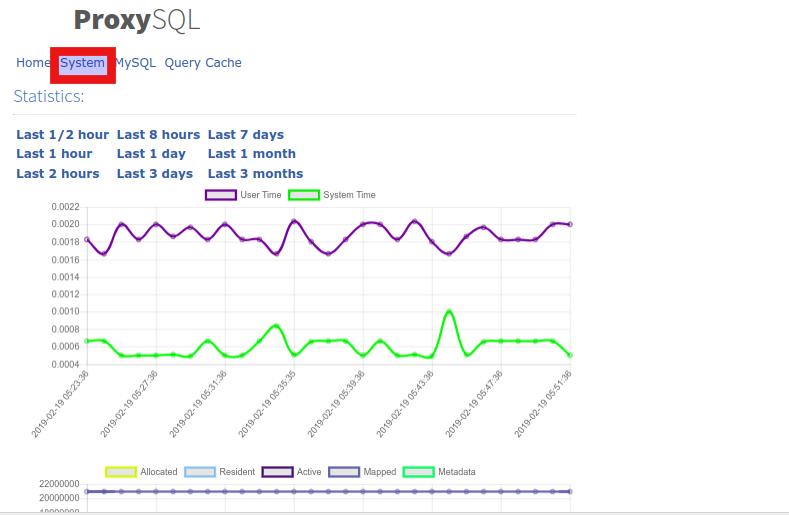 ProxySQL
Home System MySQL Query Cache
Statistics:
Last 1/2 hour Last 8 hours Last 7 days
Last 1 hour Last 1 day Last 1 month
Last 2 hours Last 3 days Last 3 months
User Time System Time
0.0022
0.0020
0.0018
0.0016
0.0014
0.0012
0.0010
0.0008
0.0006
0.0004
2019-02-19 05:23:36 2019-02-19 05:27:36 2019-02-19 05:31:36 2019-02-19 05:35:35 2019-02-19 05:39:36 2019-02-19 05:43:36 2019-02-19 05:47:36 2019-02-19 05:51:36
Allocated Resident Active Mapped Metadata
22000000
20000000
18000000